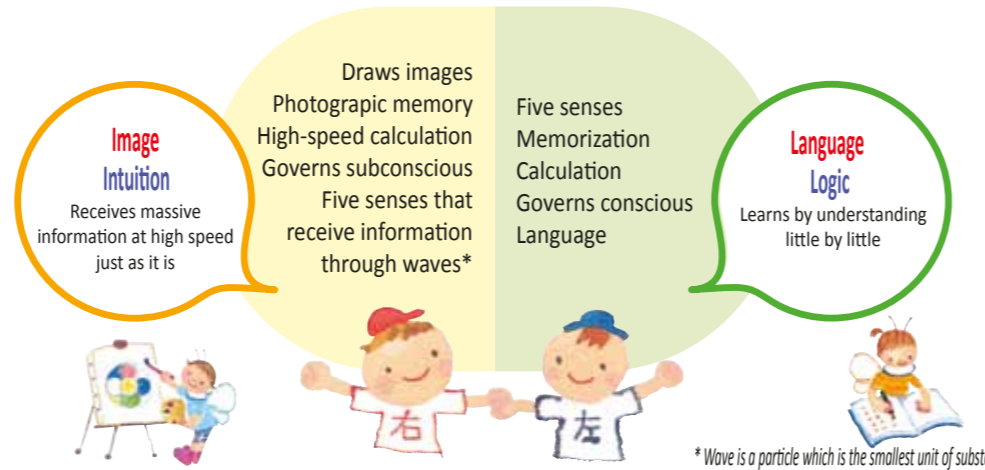 Image
Intuition
Receives massive
information at high speed
just as it is
Draws images
Photograpic memory
High-speed calculation
Governs subconscious
Five senses that
receive information
through waves*
Five senses
Memorization
Calculation
Governs conscious
Language
Language
Logic
Learns by understanding
little by little
右
左
* Wave is a particle which is the smallest unit of